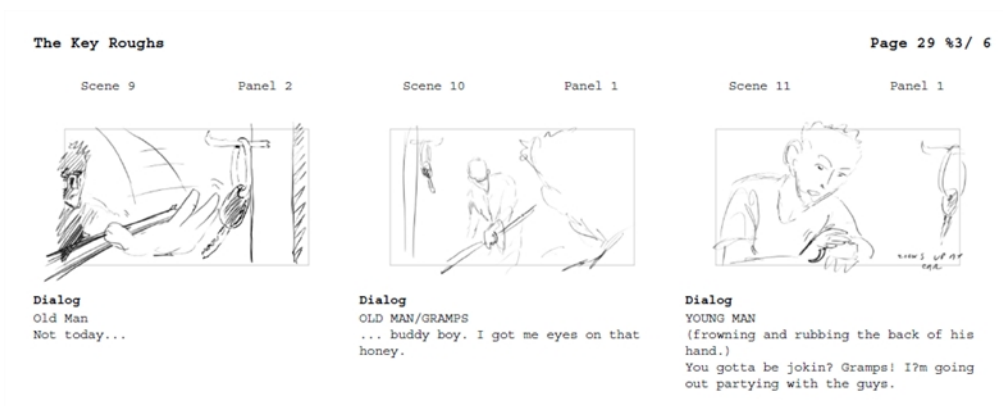 The Key Roughs
Page 29 %3/ 6
Scene 9
Panel 2
Scene 10
Panel 1
Scene 11
Panel 1
Dialog
Old Man
Not today...
Dialog
OLD MAN/GRAMPS
... buddy boy. I got me eyes on that
honey.
ZOOMS UP AT
Dialog
YOUNG MAN
(frowning and rubbing the back of his
hand.)
You gotta be jokin? Gramps! I?m going
out partying with the guys.